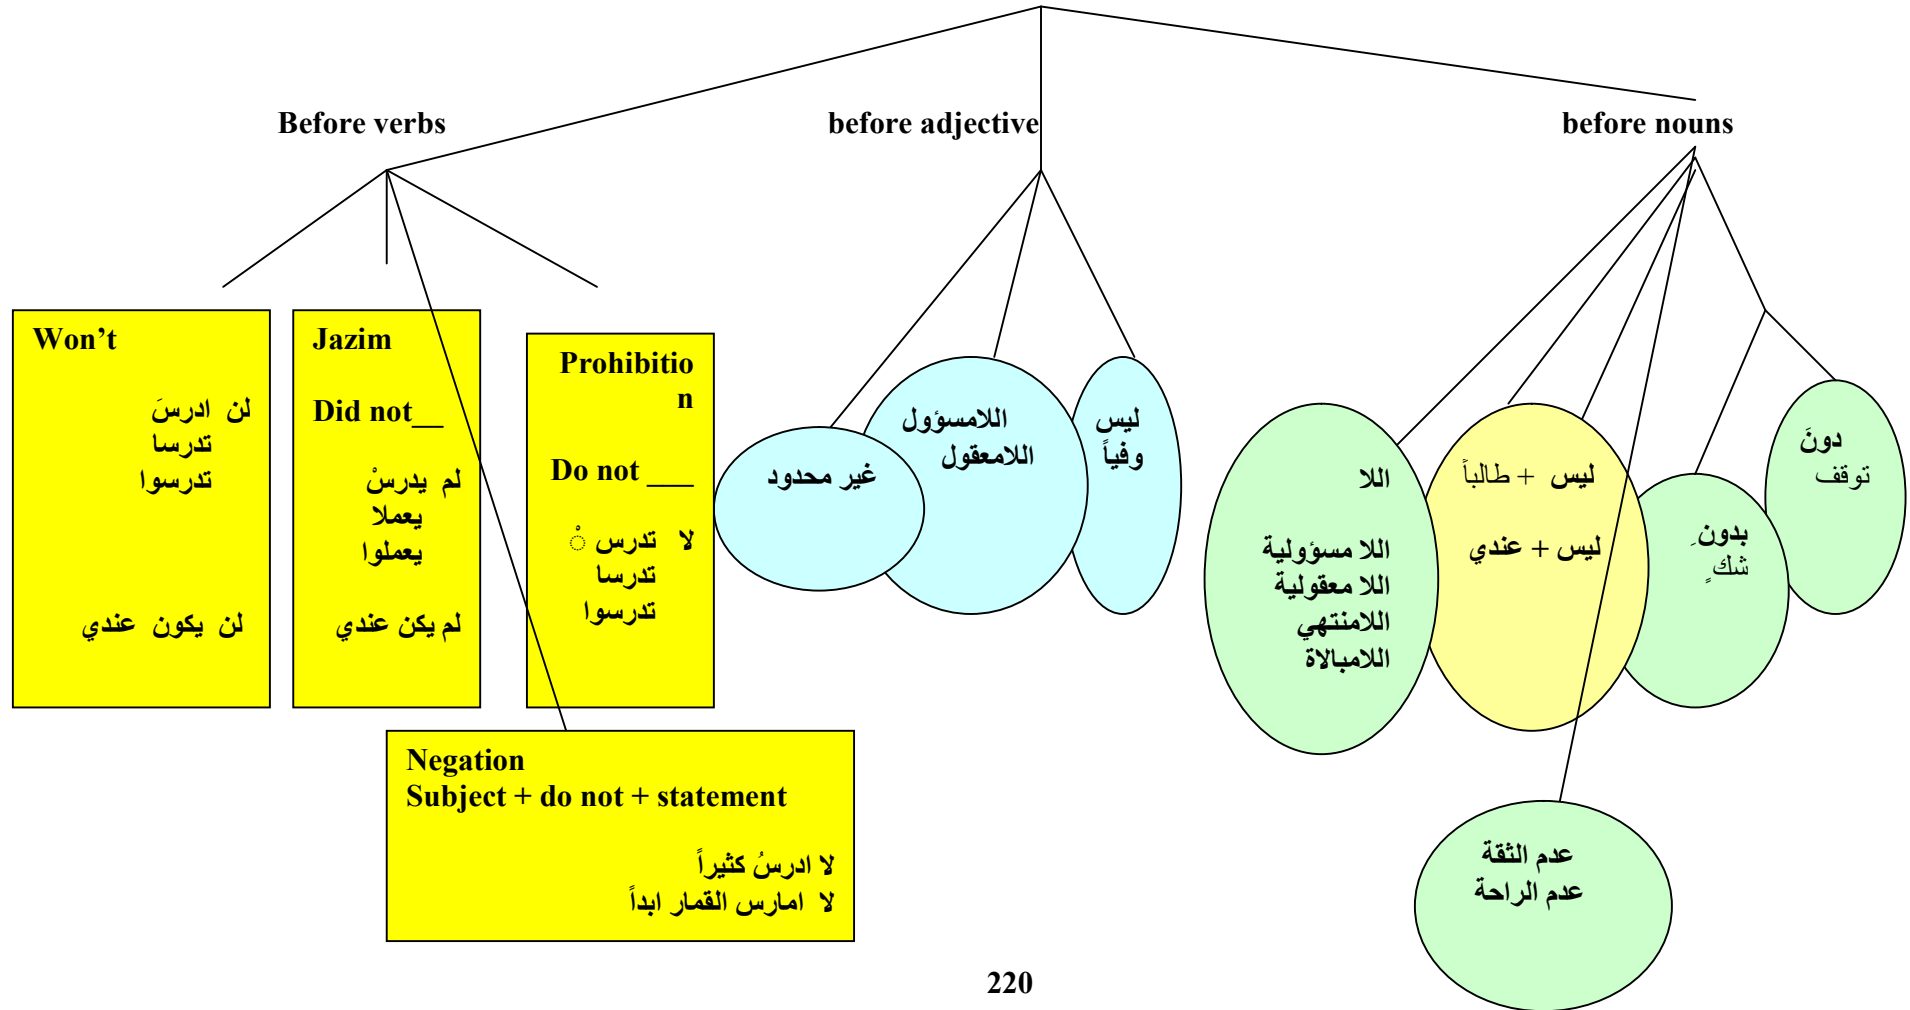 Before verbs
before adjective
before nouns
Won’t
لن ادرسَ
تدرسا
تدرسوا
لن يكون عندي
Jazim
Did not__
لم يدرسْ
يعملا
يعملوا
لم يكن عندي
Prohibitio
n
Do not ___
لا تدرس ْ
تدرسا
تدرسوا
Negation
Subject + do not + statement
لا ادرسُ كثيراً
لا امارس القمار ابداً
غير محدود
اللامسؤول
اللامعقول
ليس
وفياً
اللا
اللا مسؤولية
اللا معقولية
اللامنتهي
اللامبالاة
ليس + طالباً
ليس + عندي
بدون ِ
شك ٍ
دونَ
توقف
عدم الثقة
عدم الراحة
220